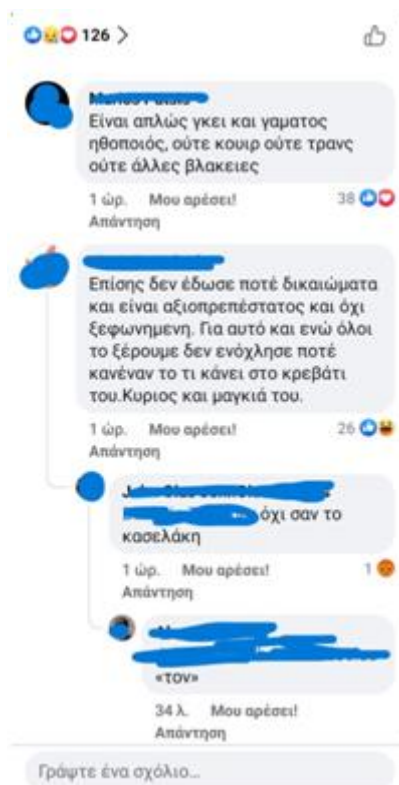 126 >
Είναι απλώς γκει και γαματος
ηθοποιός, ούτε κουιρ ούτε τρανς
ούτε άλλες βλακειες
1 ώρ. Μου αρέσει! 38
Απάντηση
Επίσης δεν έδωσε ποτέ δικαιώματα
και είναι αξιοπρεπέστατος και όχι
ξεφωνημενη. Για αυτό και ενώ όλοι
το ξέρουμε δεν ενόχλησε ποτέ
κανέναν το τι κάνει στο κρεβάτι
του.Κυριος και μαγκιά του.
1 ώρ. Μου αρέσει! 26
Απάντηση
όχι σαν το
κασελάκη
1 ώρ. Μου αρέσει! 1
Απάντηση
«τον»
34 λ. Μου αρέσει!
Απάντηση
Γράψτε ένα σχόλιο...